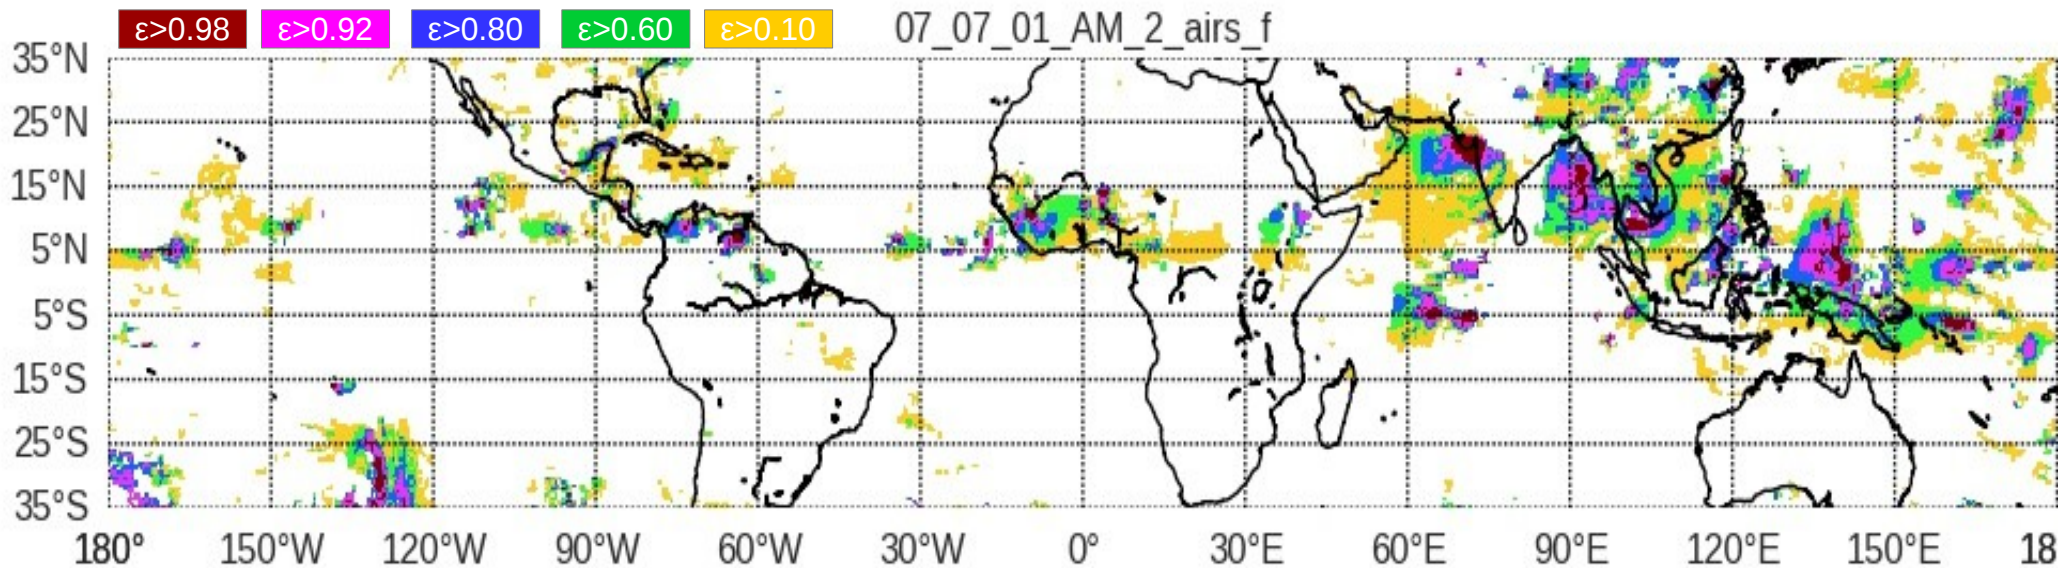 ε>0.98 ε>0.92 ε>0.80 ε>0.60 ε>0.10 07_07_01_AM_2_airs_f
35°N
25°N
15°N
5°N
5°S
15°S
25°S
35°S
180° 150°W 120°W 90°W 60°W 30°W 0° 30°E 60°E 90°E 120°E 150°E 18